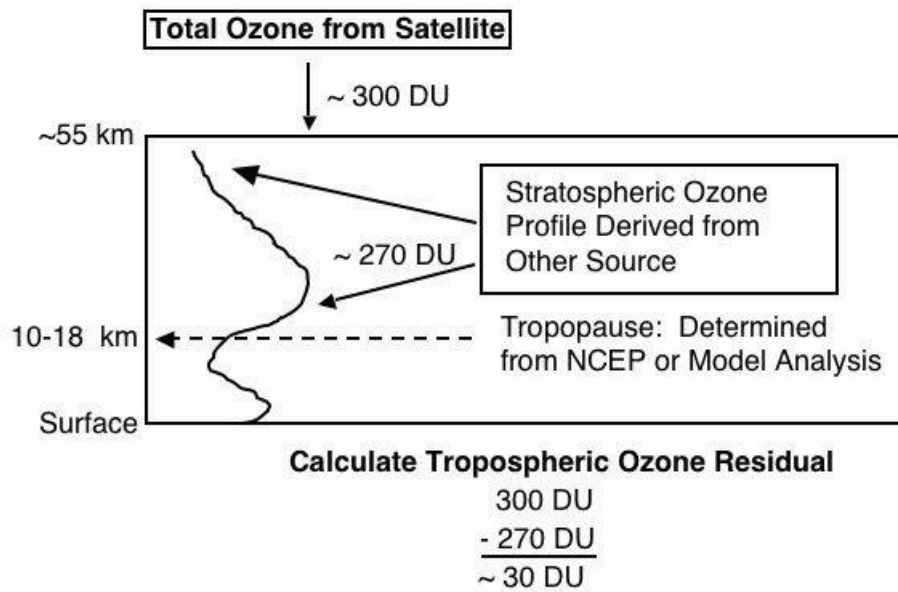 Total Ozone from Satellite
~ 300 DU
~55 km
Stratospheric Ozone
Profile Derived from
Other Source
~ 270 DU
10-18 km
Tropopause: Determined
from NCEP or Model Analysis
Surface
Calculate Tropospheric Ozone Residual
300 DU
- 270 DU
~ 30 DU